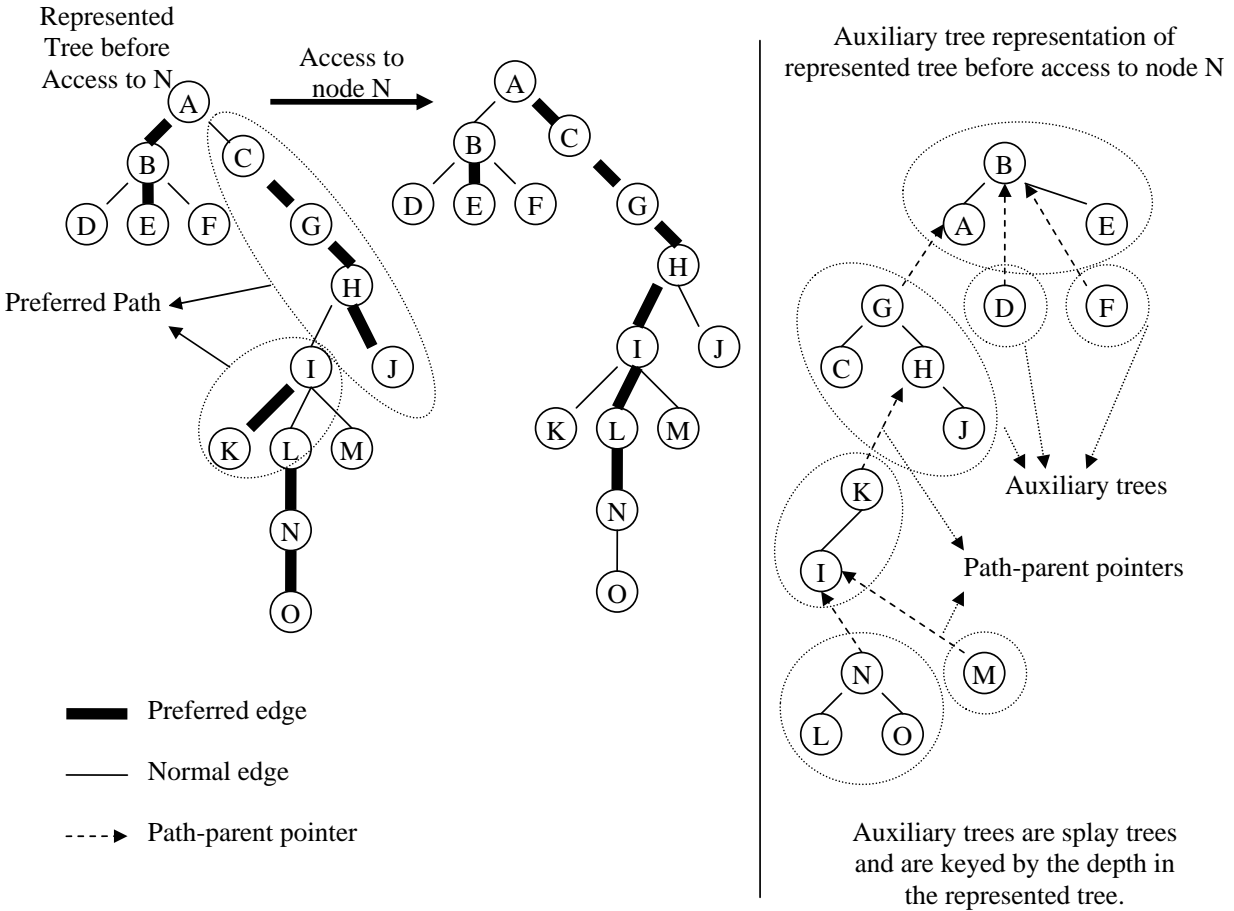 Represented
Tree before
Access to N
A
B
C
D
E
F
G
H
I
J
K
L
M
N
O
Preferred Path
Access to
node N
A
B
C
D
E
F
G
H
I
J
K
L
M
N
O
Preferred edge
Normal edge
Path-parent pointer
Auxiliary tree representation of
represented tree before access to node N
B
A
E
G
D
F
C
H
J
K
Auxiliary trees
I
Path-parent pointers
N
M
L
O
Auxiliary trees are splay trees
and are keyed by the depth in
the represented tree.